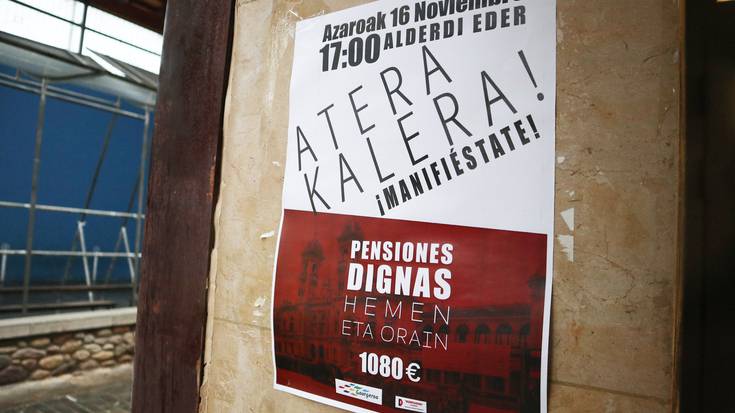 Azaroak 16 Noviembre
17:00 ALDERDI EDER
ATERA
KALERA!
¡MANIFIÉSTATE!
PENSIONES
DIGNAS
HEMEN
ETA ORAIN
1080€